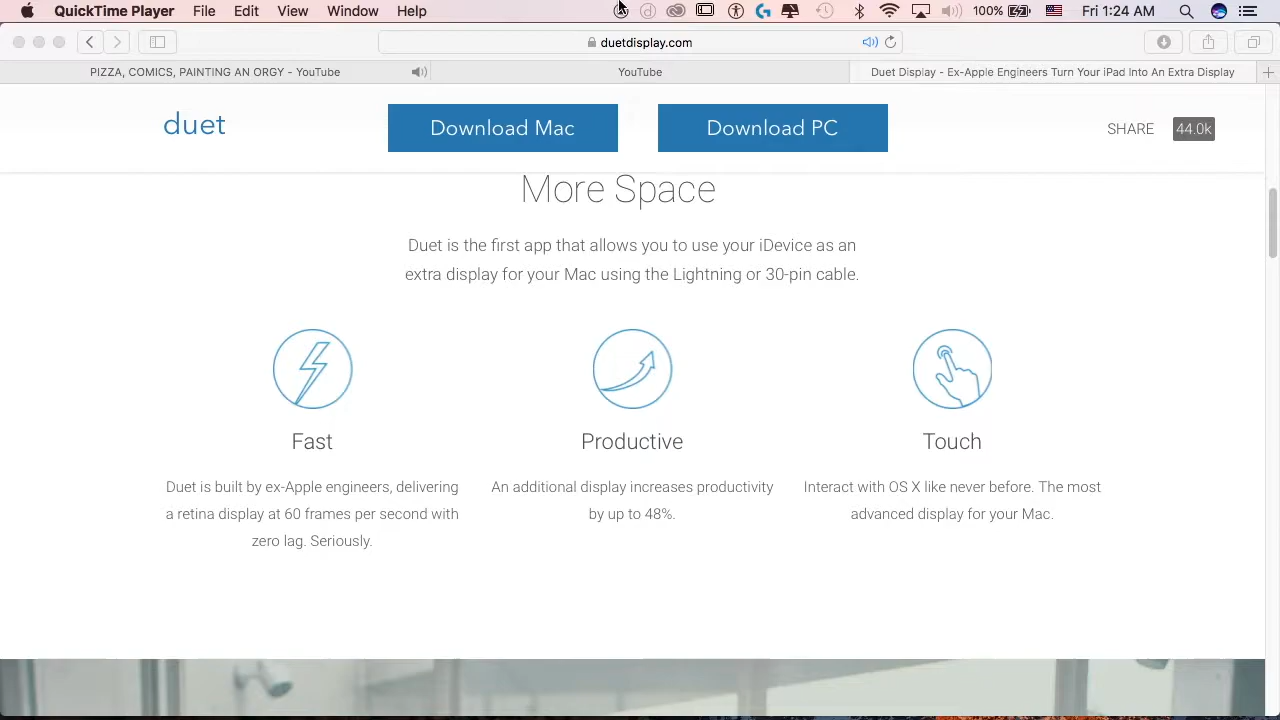 QuickTime Player File Edit View Window Help 100% Fri 1:24 AM
duetdisplay.com
PIZZA, COMICS, PAINTING AN ORGY - YouTube YouTube Duet Display - Ex-Apple Engineers Turn Your iPad Into An Extra Display
duet Download Mac Download PC SHARE 44.0k
More Space
Duet is the first app that allows you to use your iDevice as an
extra display for your Mac using the Lightning or 30-pin cable.
Fast Productive Touch
Duet is built by ex-Apple engineers, delivering
a retina display at 60 frames per second with
zero lag. Seriously.
An additional display increases productivity
by up to 48%.
Interact with OS X like never before. The most
advanced display for your Mac.